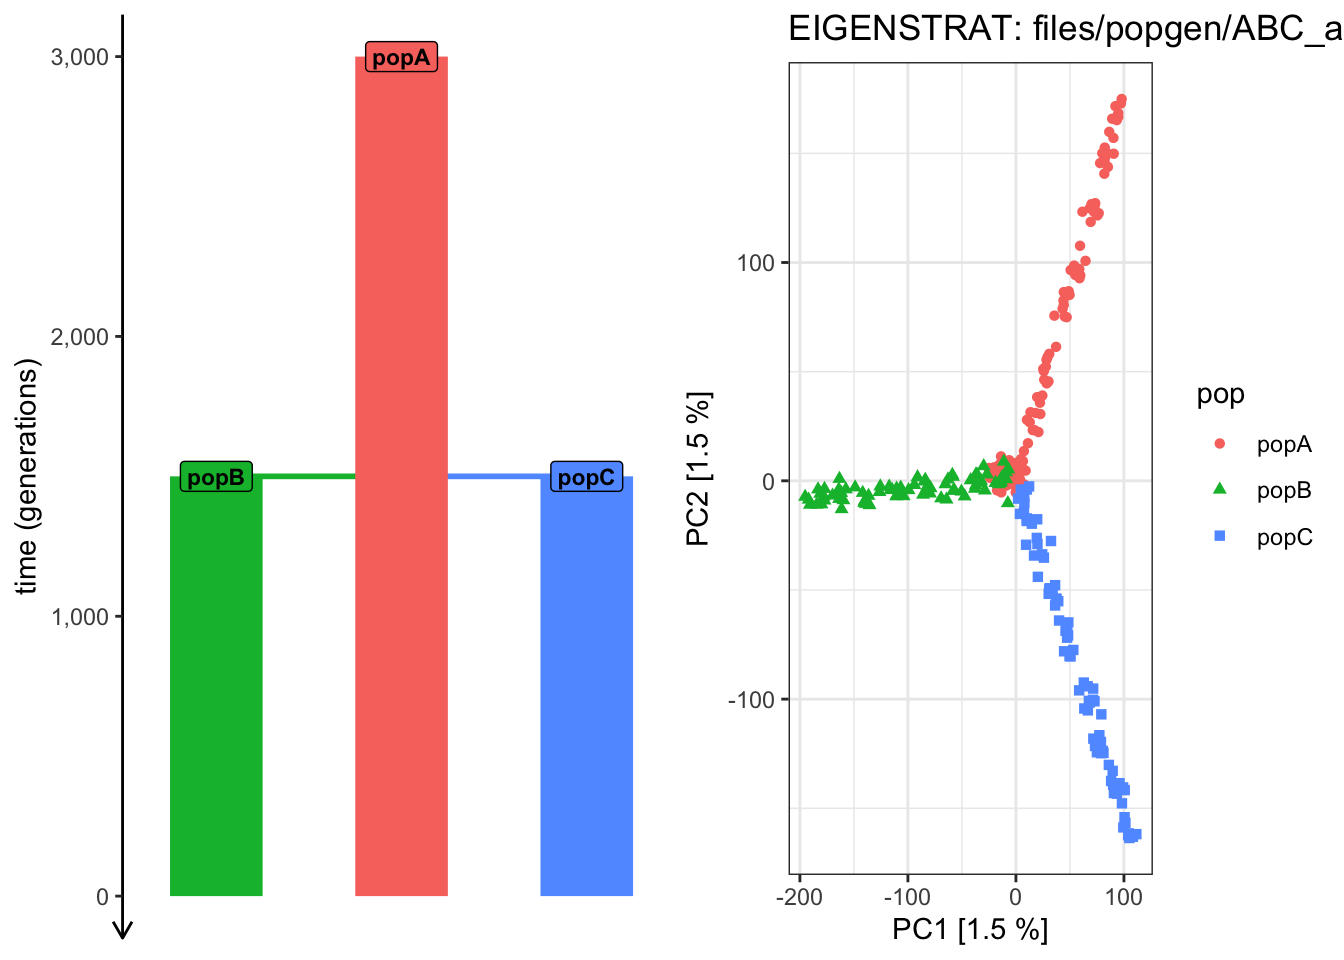 EIGENSTRAT: files/popgen/ABC_a
time (generations)
3,000
2,000
1,000
0
popA
popB
popC
PC2 [1.5 %]
100
0
-100
-200
-100
0
100
PC1 [1.5 %]
pop
popA
popB
popC